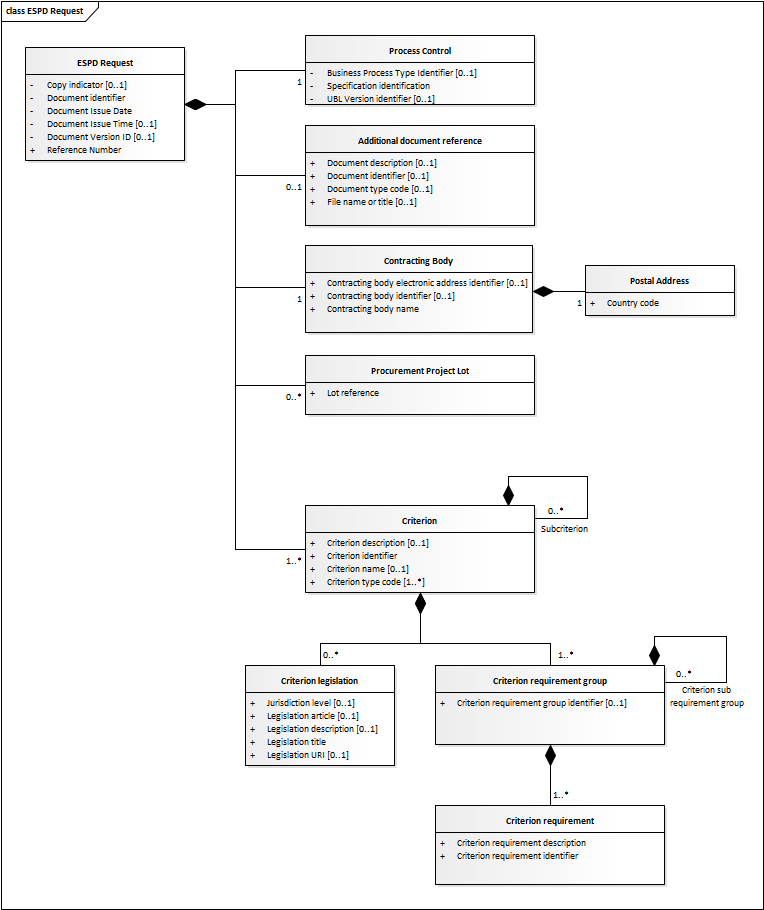 class ESPD Request
ESPD Request
- Copy indicator [0..1]
- Document identifier
- Document Issue Date
- Document Issue Time [0..1]
- Document Version ID [0..1]
+ Reference Number
Process Control
- Business Process Type Identifier [0..1]
- Specification identification
- UBL Version identifier [0..1]
1
Additional document reference
+ Document description [0..1]
+ Document identifier [0..1]
+ Document type code [0..1]
+ File name or title [0..1]
0..1
Contracting Body
+ Contracting body electronic address identifier [0..1]
+ Contracting body identifier [0..1]
+ Contracting body name
1
Postal Address
+ Country code
1
Procurement Project Lot
+ Lot reference
0..*
Criterion
+ Criterion description [0..1]
+ Criterion identifier
+ Criterion name [0..1]
+ Criterion type code [1..*]
1..*
0..*
Subcriterion
0..*
Criterion legislation
+ Jurisdiction level [0..1]
+ Legislation article [0..1]
+ Legislation description [0..1]
+ Legislation title
+ Legislation URI [0..1]
1..*
Criterion requirement group
+ Criterion requirement group identifier [0..1]
0..*
Criterion sub
requirement group
1..*
Criterion requirement
+ Criterion requirement description
+ Criterion requirement identifier